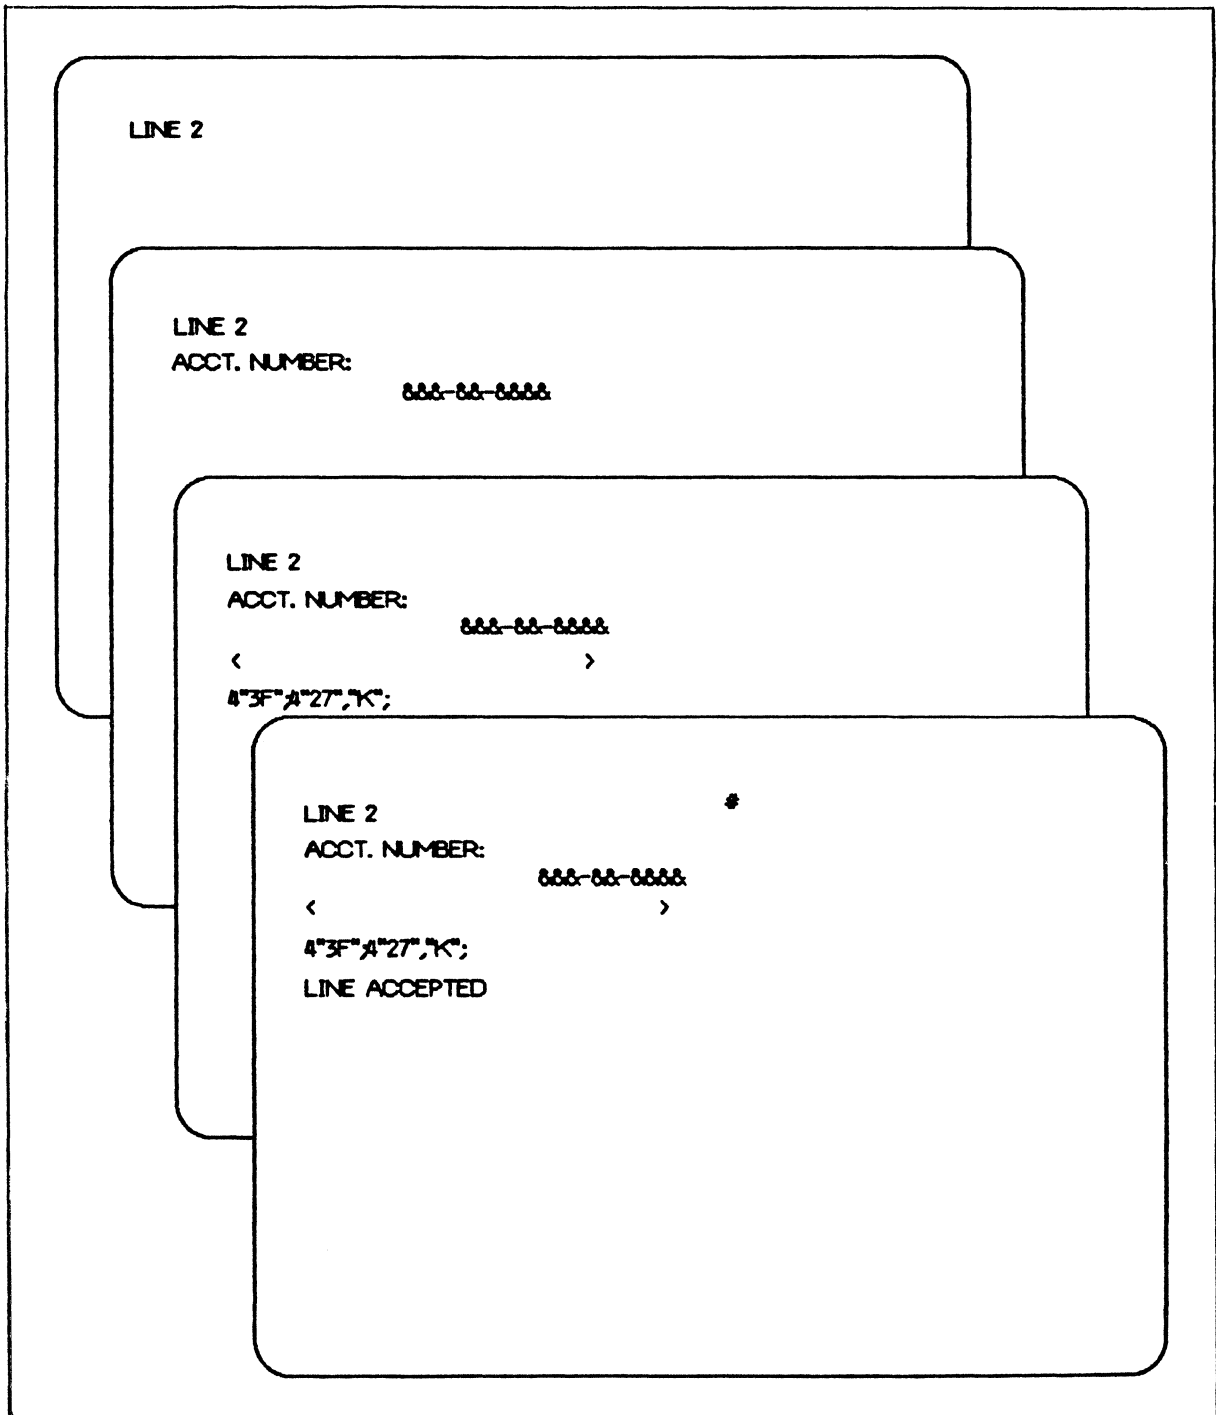 LINE 2
LINE 2
ACCT. NUMBER:
&&&-&&-&&&&
LINE 2
ACCT. NUMBER:
&&&-&&-&&&&
< >
4"3F";4"27","K";
LINE 2 #
ACCT. NUMBER:
&&&-&&-&&&&
< >
4"3F";4"27","K";
LINE ACCEPTED